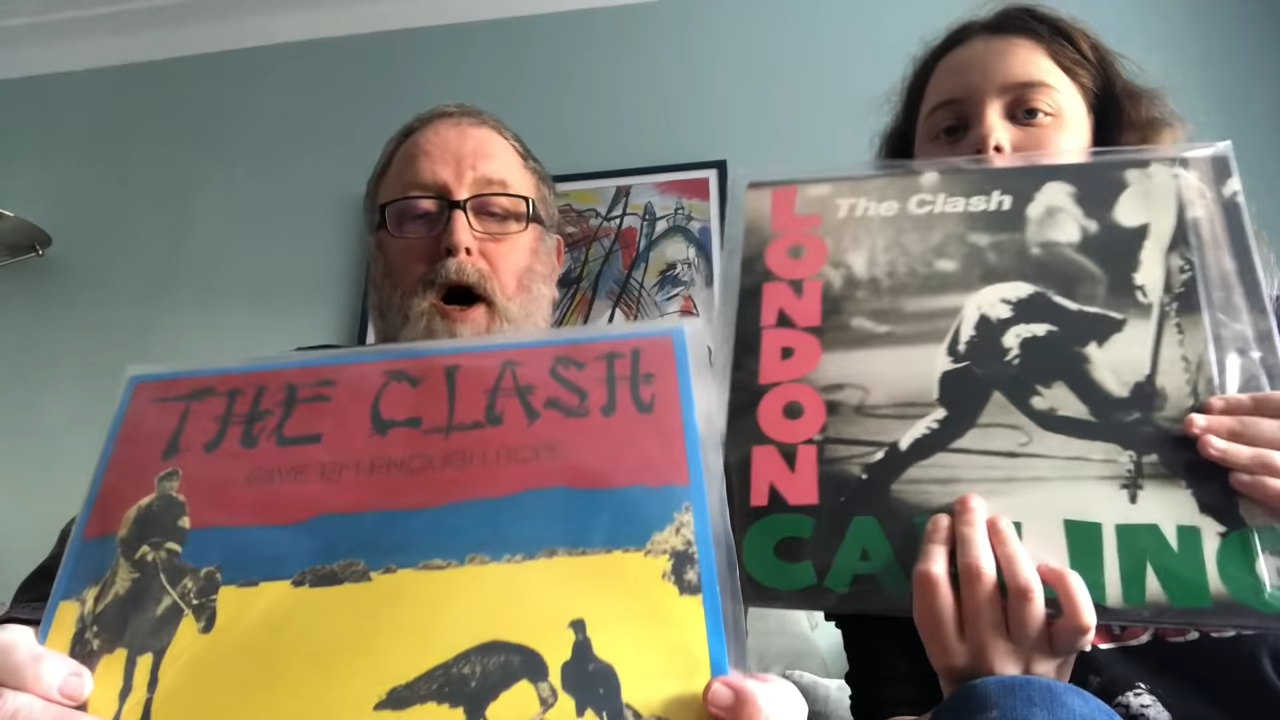 THE CLASH
GIVE 'EM ENOUGH ROPE
The Clash
LONDON
CALLING